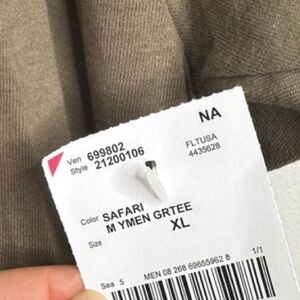 NA
Ven 699802
Style 21200106
FLTUSA
4435628
Color SAFARI
M YMEN GRTEE
Size XL
Sea 5 MEN 08 268 69655962 8 1/1